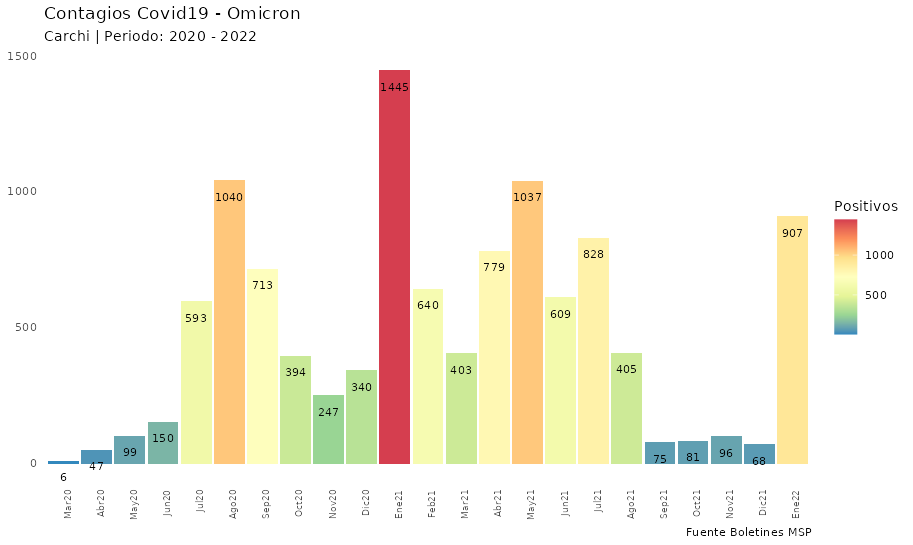 Contagios Covid19 - Omicron
Carchi | Periodo: 2020 - 2022
1500
1000
500
0
6
47
99
150
593
1040
713
394
247
340
1445
640
403
779
1037
609
828
405
75
81
96
68
907
Mar20
Abr20
May20
Jun20
Jul20
Ago20
Sep20
Oct20
Nov20
Dic20
Ene21
Feb21
Mar21
Abr21
May21
Jun21
Jul21
Ago21
Sep21
Oct21
Nov21
Dic21
Ene22
Positivos
1000
500
Fuente Boletines MSP